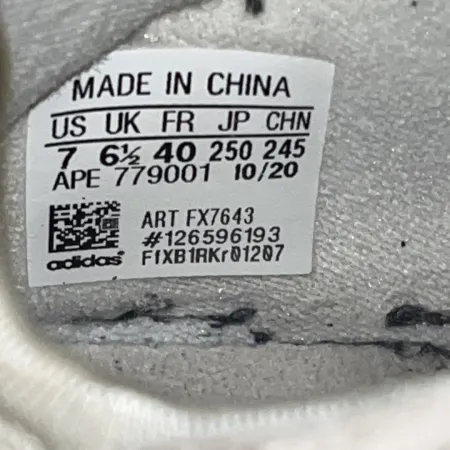 MADE IN CHINA
US UK FR JP CHN
7 6½ 40 250 245
APE 779001 10/20
ART FX7643
#126596193
adidas F1XB1RKr01207